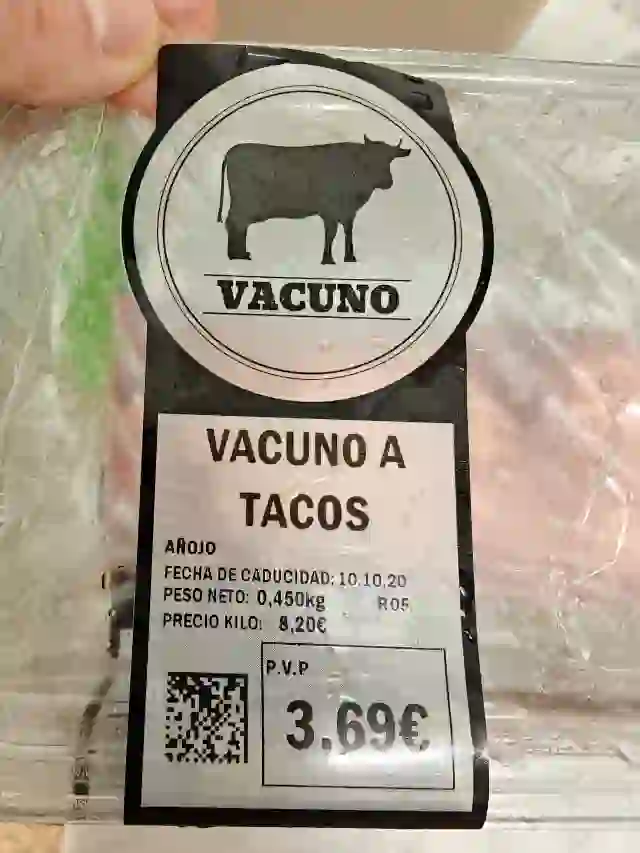 VACUNO
VACUNO A
TACOS
AÑOJO
FECHA DE CADUCIDAD: 10.10.20
PESO NETO: 0,450kg R05
PRECIO KILO: 8,20€
P.V.P
3.69€